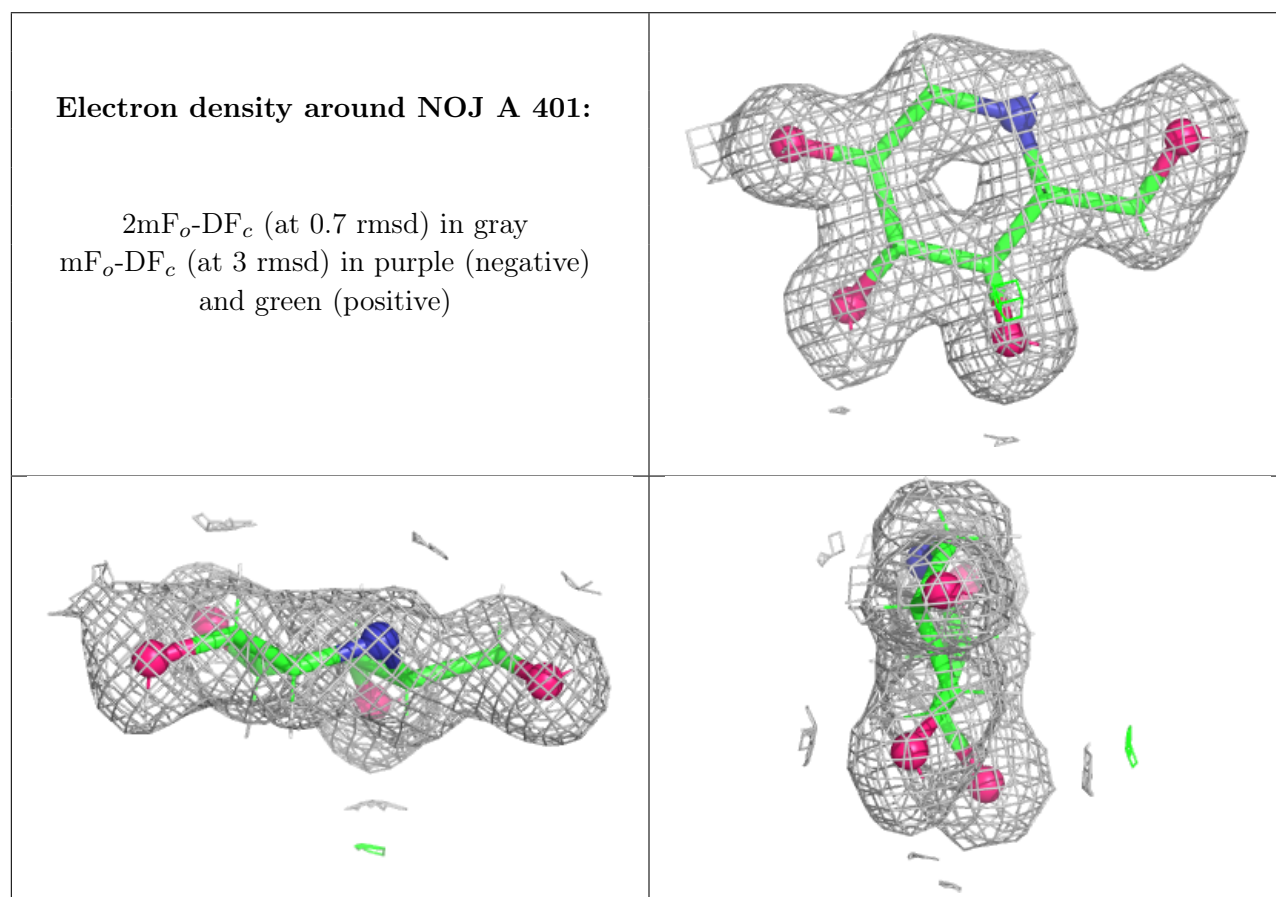 Electron density around NOJ A 401:
2mFo-DFc (at 0.7 rmsd) in gray
mFo-DFc (at 3 rmsd) in purple (negative)
and green (positive)